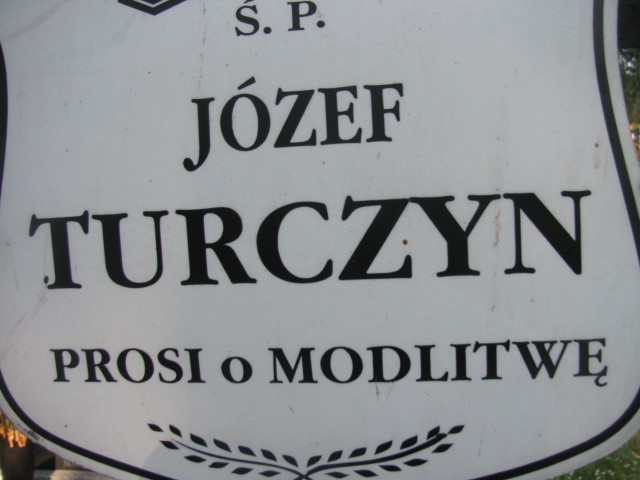 Ś. P.
JÓZEF
TURCZYN
PROSI o MODLITWĘ